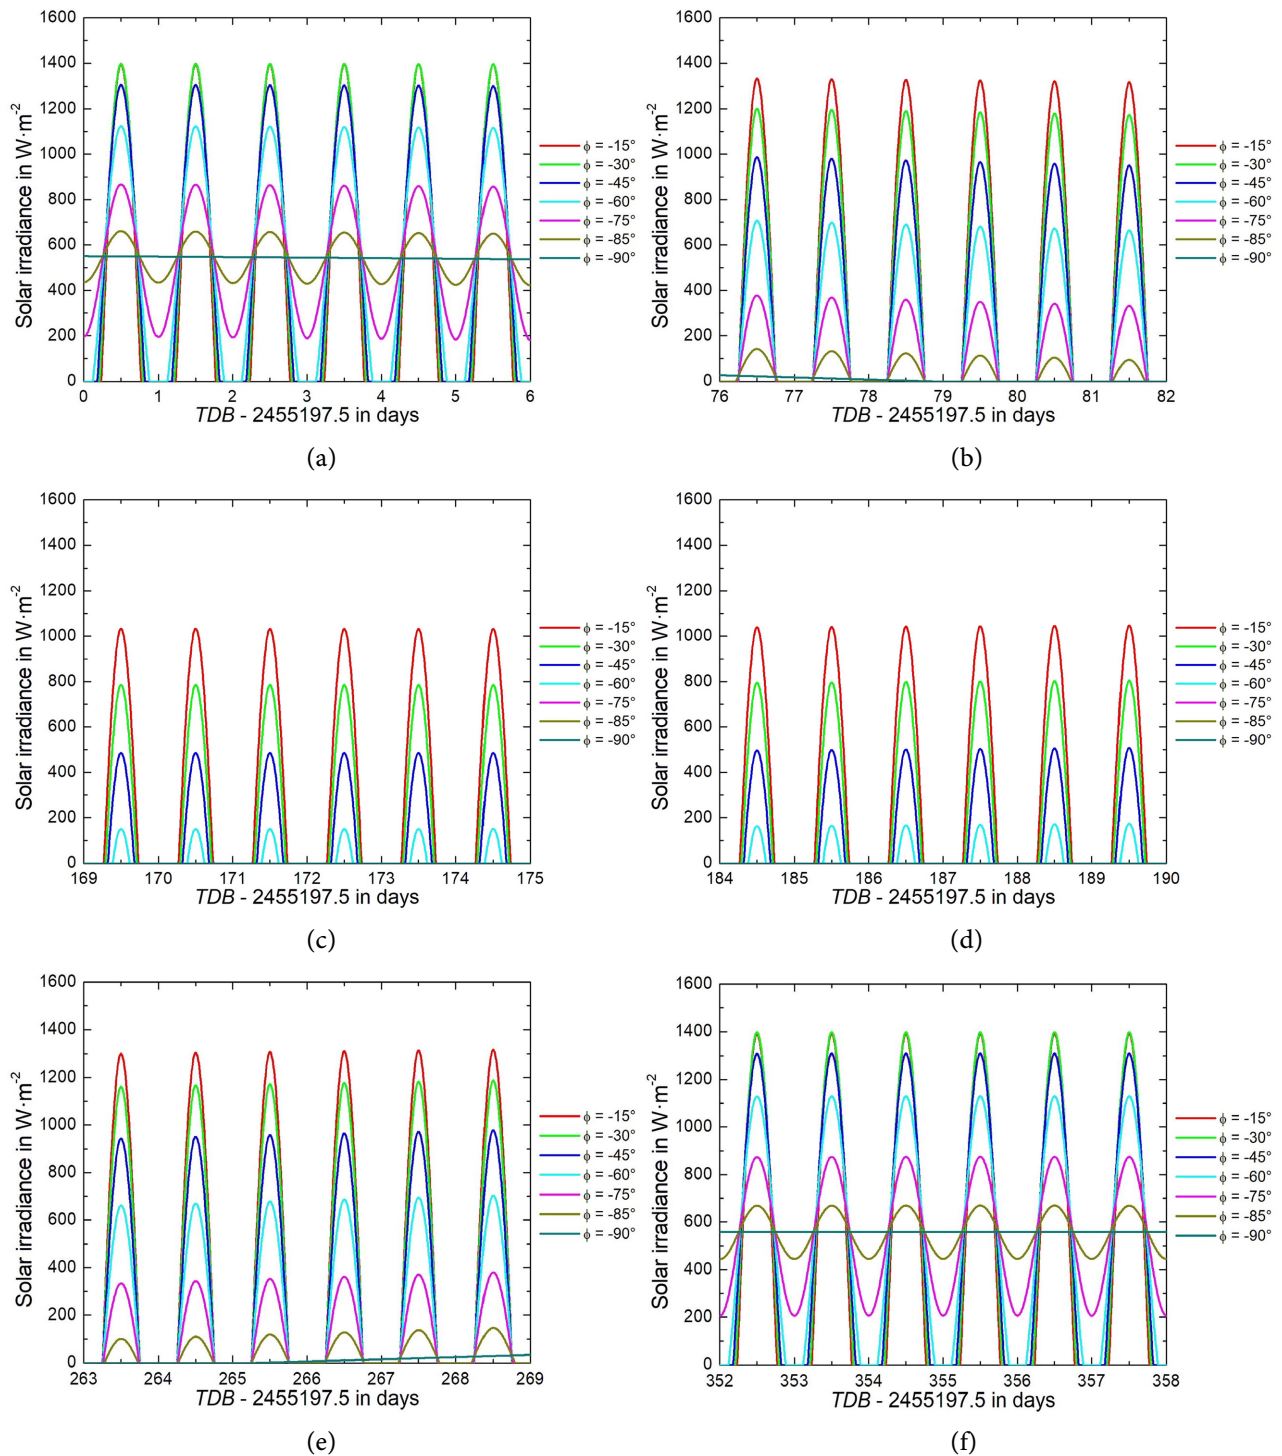 Solar irradiance in W·m⁻²
1600
1400
1200
1000
800
600
400
200
0
0 1 2 3 4 5 6
TDB - 2455197.5 in days
ϕ = -15°
ϕ = -30°
ϕ = -45°
ϕ = -60°
ϕ = -75°
ϕ = -85°
ϕ = -90°
(a)
Solar irradiance in W·m⁻²
1600
1400
1200
1000
800
600
400
200
0
76 77 78 79 80 81 82
TDB - 2455197.5 in days
ϕ = -15°
ϕ = -30°
ϕ = -45°
ϕ = -60°
ϕ = -75°
ϕ = -85°
ϕ = -90°
(b)
Solar irradiance in W·m⁻²
1600
1400
1200
1000
800
600
400
200
0
169 170 171 172 173 174 175
TDB - 2455197.5 in days
ϕ = -15°
ϕ = -30°
ϕ = -45°
ϕ = -60°
ϕ = -75°
ϕ = -85°
ϕ = -90°
(c)
Solar irradiance in W·m⁻²
1600
1400
1200
1000
800
600
400
200
0
184 185 186 187 188 189 190
TDB - 2455197.5 in days
ϕ = -15°
ϕ = -30°
ϕ = -45°
ϕ = -60°
ϕ = -75°
ϕ = -85°
ϕ = -90°
(d)
Solar irradiance in W·m⁻²
1600
1400
1200
1000
800
600
400
200
0
263 264 265 266 267 268 269
TDB - 2455197.5 in days
ϕ = -15°
ϕ = -30°
ϕ = -45°
ϕ = -60°
ϕ = -75°
ϕ = -85°
ϕ = -90°
(e)
Solar irradiance in W·m⁻²
1600
1400
1200
1000
800
600
400
200
0
352 353 354 355 356 357 358
TDB - 2455197.5 in days
ϕ = -15°
ϕ = -30°
ϕ = -45°
ϕ = -60°
ϕ = -75°
ϕ = -85°
ϕ = -90°
(f)